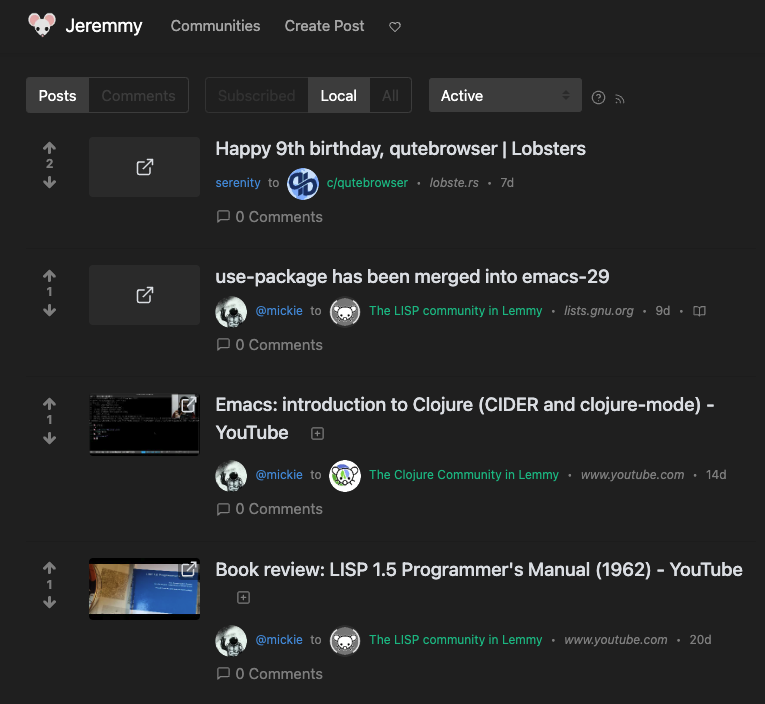 Jeremmy Communities Create Post
Posts Comments Subscribed Local All Active
2
Happy 9th birthday, qutebrowser | Lobsters
serenity to c/qutebrowser • lobste.rs • 7d
0 Comments
1
use-package has been merged into emacs-29
@mickie to The LISP community in Lemmy • lists.gnu.org • 9d •
0 Comments
1
Emacs: introduction to Clojure (CIDER and clojure-mode) -
YouTube
@mickie to The Clojure Community in Lemmy • www.youtube.com • 14d
0 Comments
1
Book review: LISP 1.5 Programmer's Manual (1962) - YouTube
@mickie to The LISP community in Lemmy • www.youtube.com • 20d
0 Comments